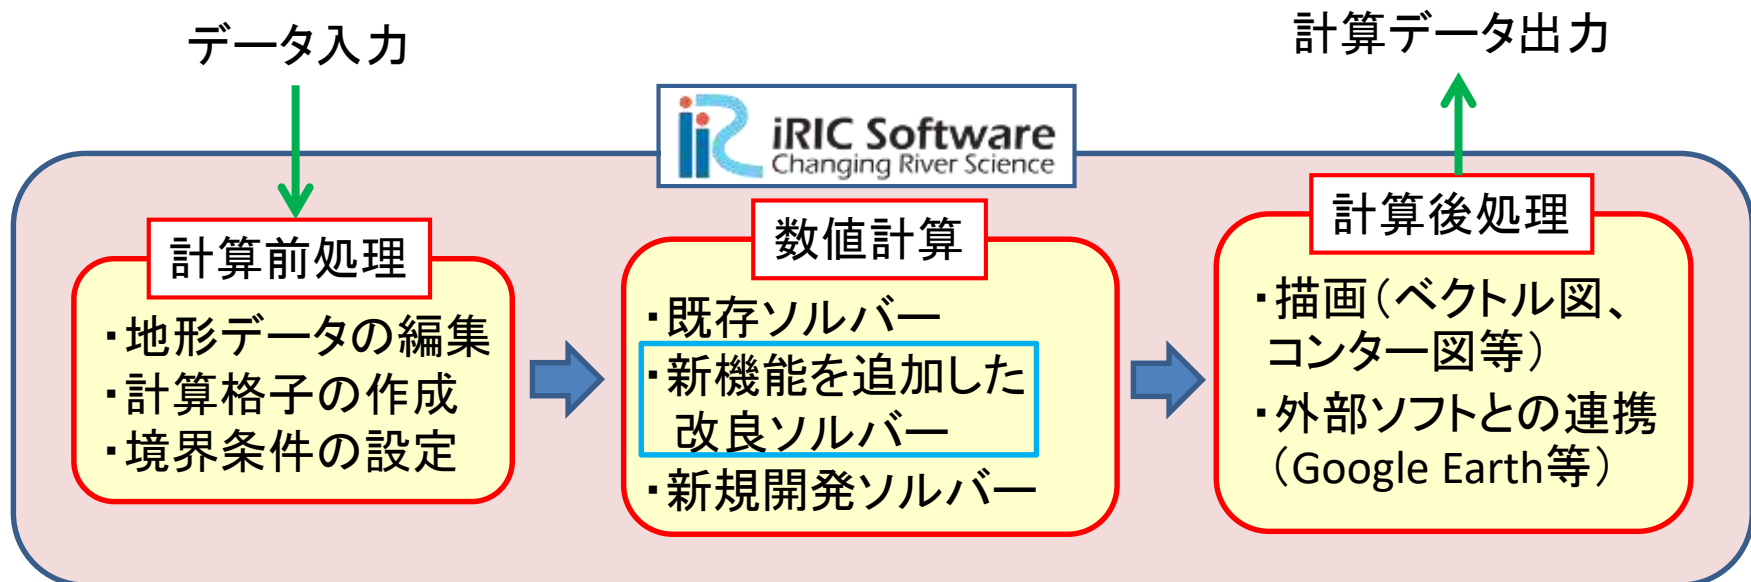 データ入力
計算データ出力
iRIC Software
Changing River Science
計算前処理
・地形データの編集
・計算格子の作成
・境界条件の設定
数値計算
・既存ソルバー
・新機能を追加した
改良ソルバー
・新規開発ソルバー
計算後処理
・描画（ベクトル図、
コンター図等）
・外部ソフトとの連携
（Google Earth等）